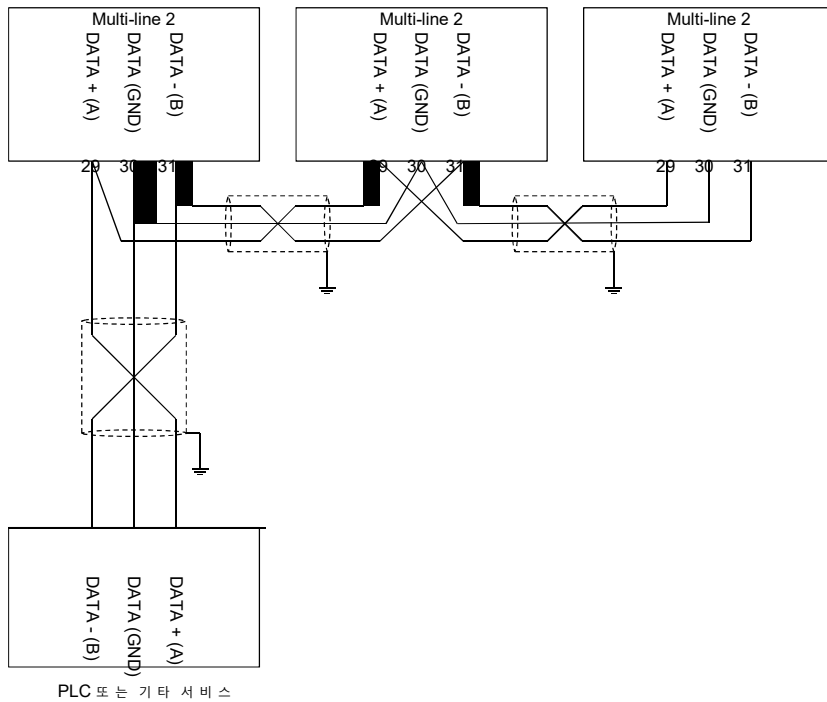 Multi-line 2
DATA + (A)
DATA (GND)
DATA - (B)
29
30
31
Multi-line 2
DATA + (A)
DATA (GND)
DATA - (B)
29
30
31
Multi-line 2
DATA + (A)
DATA (GND)
DATA - (B)
29
30
31
DATA - (B)
DATA (GND)
DATA + (A)
PLC 또는 기타 서비스